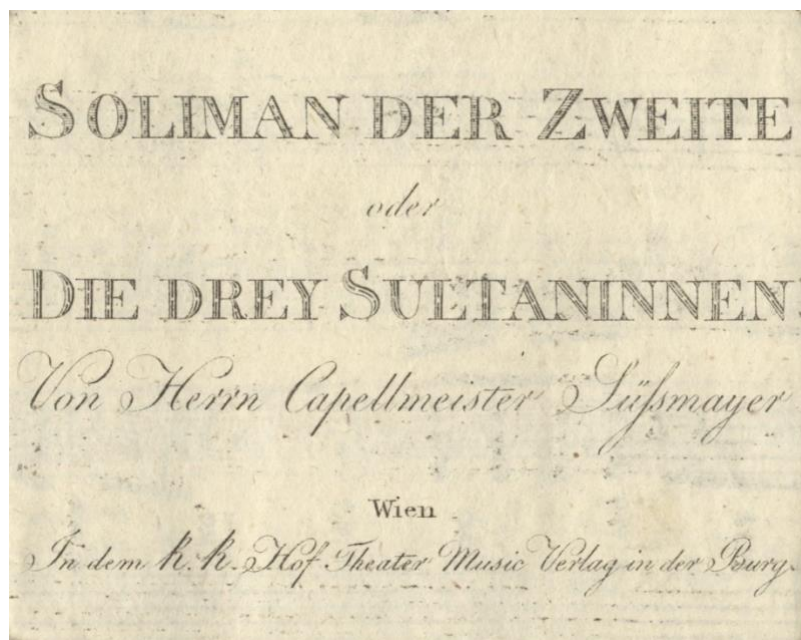 SOLIMAN DER ZWEITE
oder
DIE DREY SULTANINNEN
Von Herrn Capellmeister Süſsmayer
Wien
In dem k. k. Hof Theater Music Verlag in der Burg.